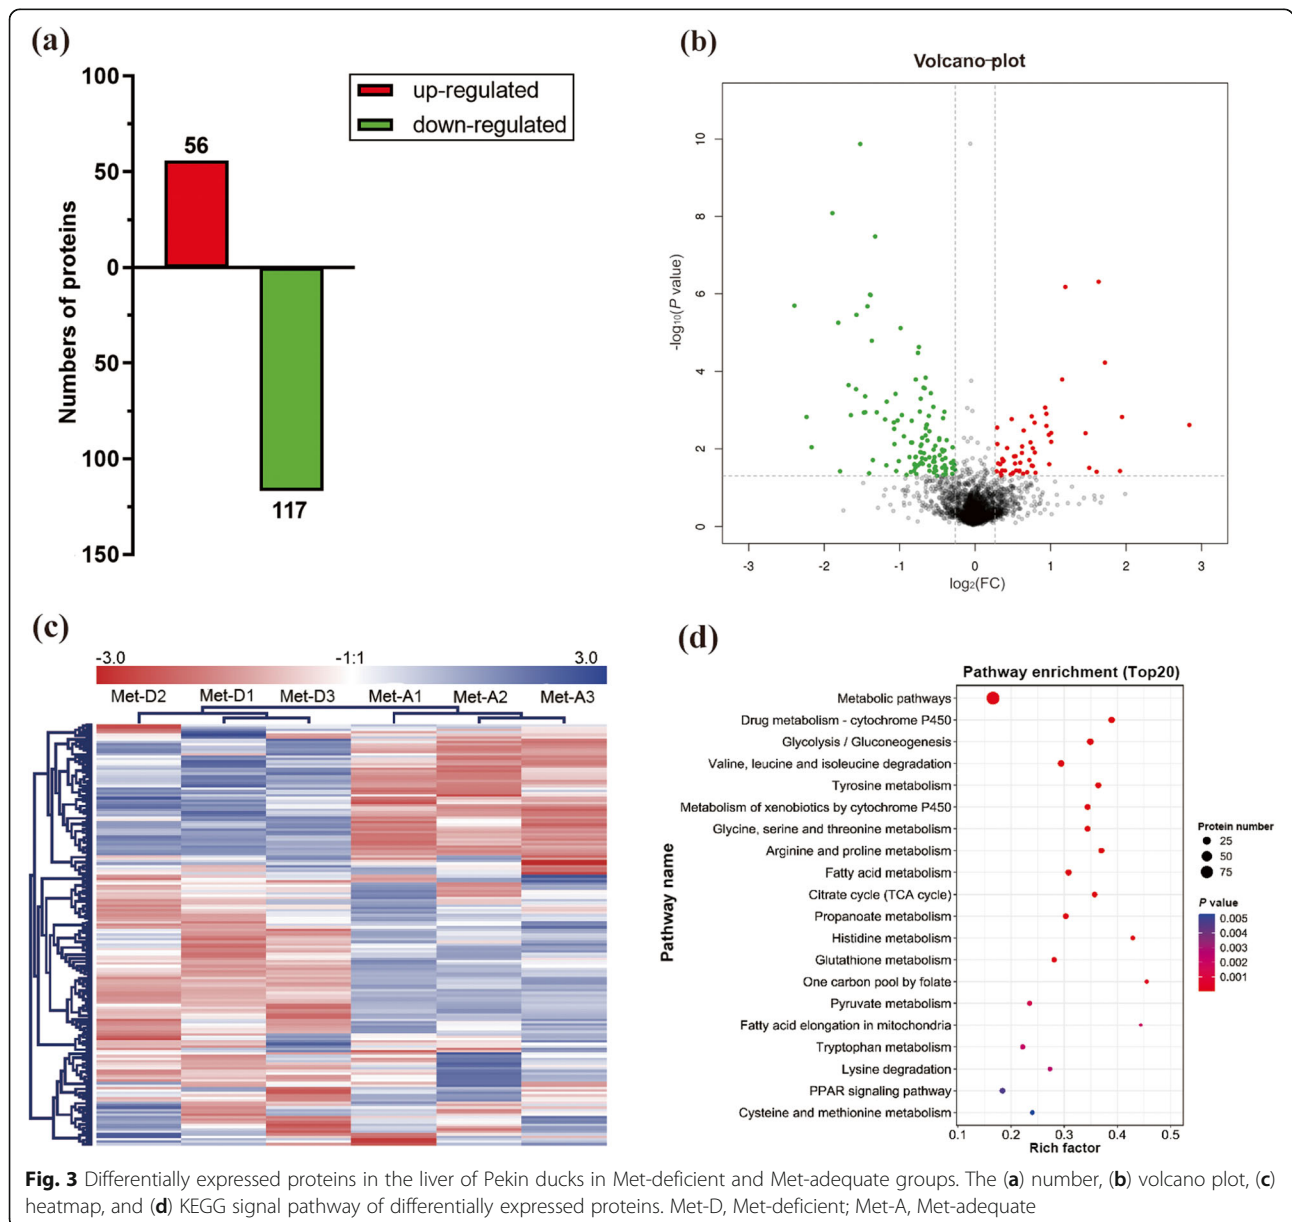 (a)
100
50
0
50
100
150
Numbers of proteins
56
117
up-regulated
down-regulated
(b)
Volcano-plot
10
8
6
4
2
0
-log10(P value)
-3 -2 -1 0 1 2 3
log2(FC)
(c)
-3.0 -1:1 3.0
Met-D2 Met-D1 Met-D3 Met-A1 Met-A2 Met-A3
(d)
Pathway enrichment (Top20)
Pathway name
Metabolic pathways
Drug metabolism - cytochrome P450
Glycolysis / Gluconeogenesis
Valine, leucine and isoleucine degradation
Tyrosine metabolism
Metabolism of xenobiotics by cytochrome P450
Glycine, serine and threonine metabolism
Arginine and proline metabolism
Fatty acid metabolism
Citrate cycle (TCA cycle)
Propanoate metabolism
Histidine metabolism
Glutathione metabolism
One carbon pool by folate
Pyruvate metabolism
Fatty acid elongation in mitochondria
Tryptophan metabolism
Lysine degradation
PPAR signaling pathway
Cysteine and methionine metabolism
0.1 0.2 0.3 0.4 0.5
Rich factor
Protein number
25
50
75
P value
0.005
0.004
0.003
0.002
0.001
Fig. 3 Differentially expressed proteins in the liver of Pekin ducks in Met-deficient and Met-adequate groups. The (a) number, (b) volcano plot, (c)
heatmap, and (d) KEGG signal pathway of differentially expressed proteins. Met-D, Met-deficient; Met-A, Met-adequate